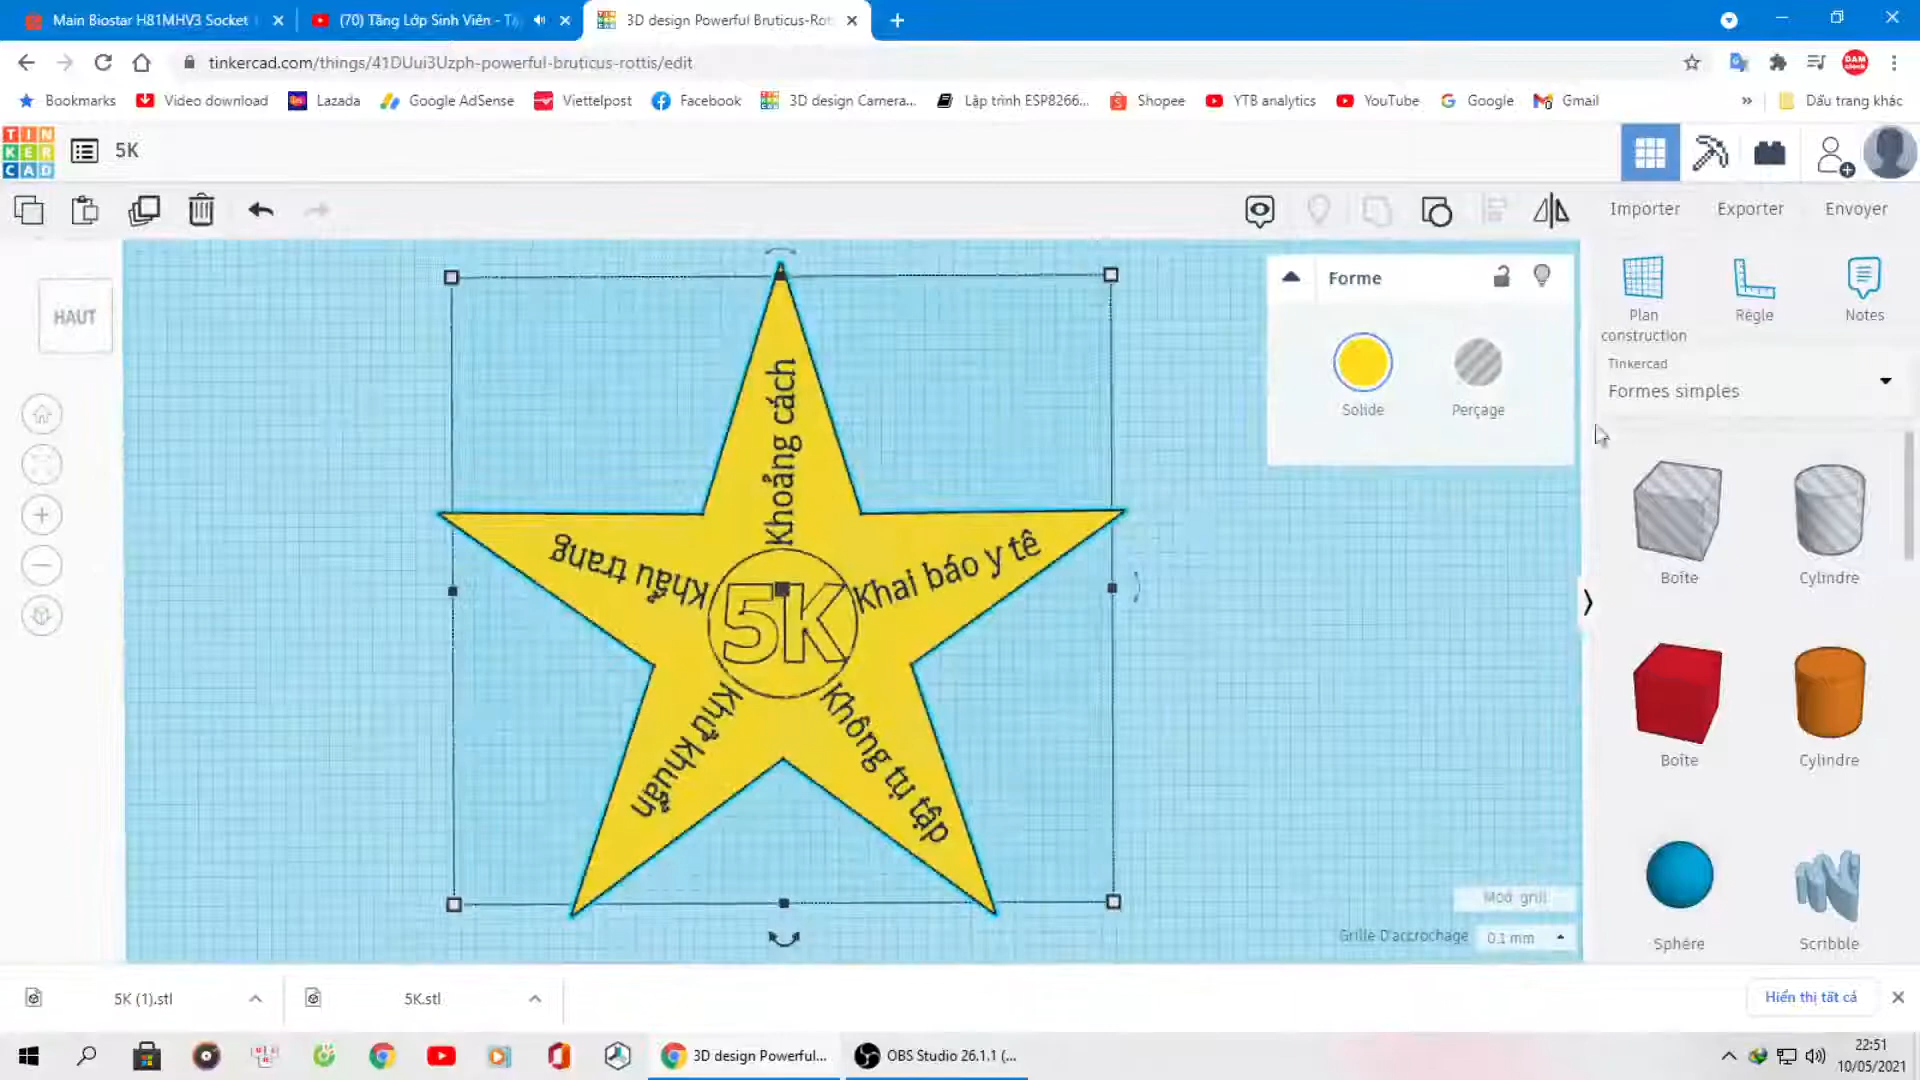 Main Biostar H81MHV3 Socket
(70) Tầng Lớp Sinh Viên - Tá
3D design Powerful Bruticus-Rot
tinkercad.com/things/41DUui3Uzph-powerful-bruticus-rottis/edit
DAM
Bookmarks
Video download
Lazada
Google AdSense
Viettelpost
Facebook
3D design Camera...
Lập trình ESP8266...
Shopee
YTB analytics
YouTube
Google
Gmail
»
Dấu trang khác
TIN
KER
CAD
5K
Importer
Exporter
Envoyer
HAUT
Forme
Solide
Perçage
Plan construction
Règle
Notes
Tinkercad
Formes simples
Boîte
Cylindre
Boîte
Cylindre
Sphère
Scribble
Khoảng cách
Khẩu trang
Khai báo y tế
5K
Khử khuẩn
Không tụ tập
Mod grill
Grille D'accrochage
0.1 mm
5K (1).stl
5K.stl
Hiển thị tất cả
3D design Powerful...
OBS Studio 26.1.1 (...
22:51
10/05/2021